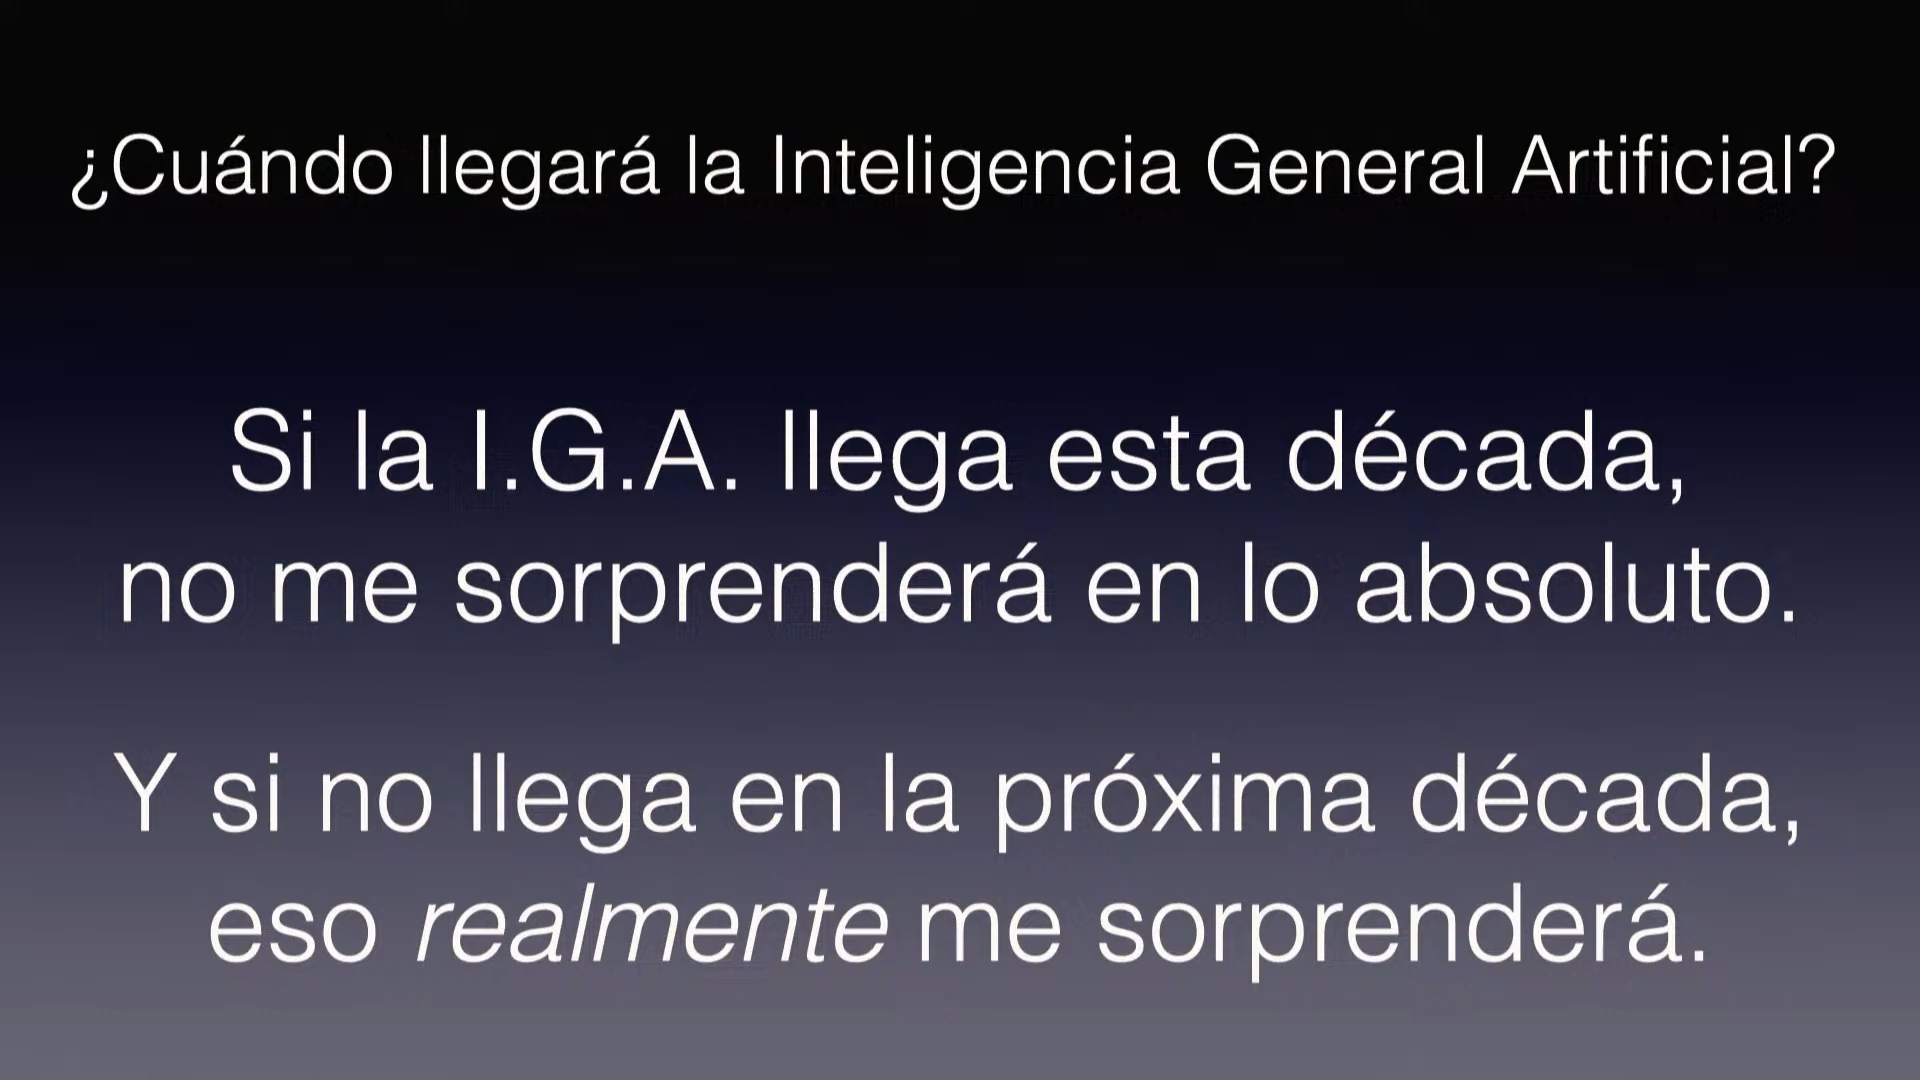 ¿Cuándo llegará la Inteligencia General Artificial?
Si la I.G.A. llega esta década,
no me sorprenderá en lo absoluto.
Y si no llega en la próxima década,
eso realmente me sorprenderá.